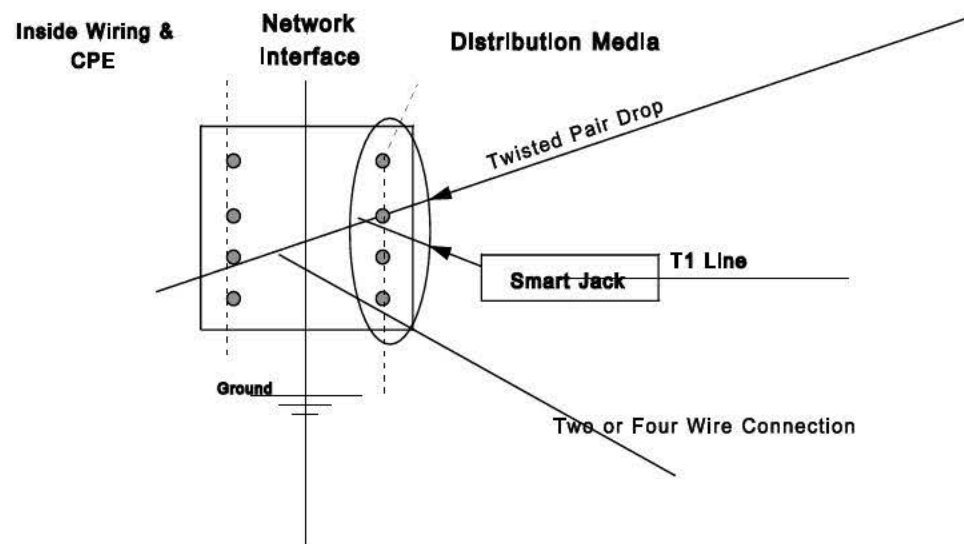 Inside Wiring &
CPE
Network
Interface
Distribution Media
Twisted Pair Drop
T1 Line
Smart Jack
Ground
Two or Four Wire Connection